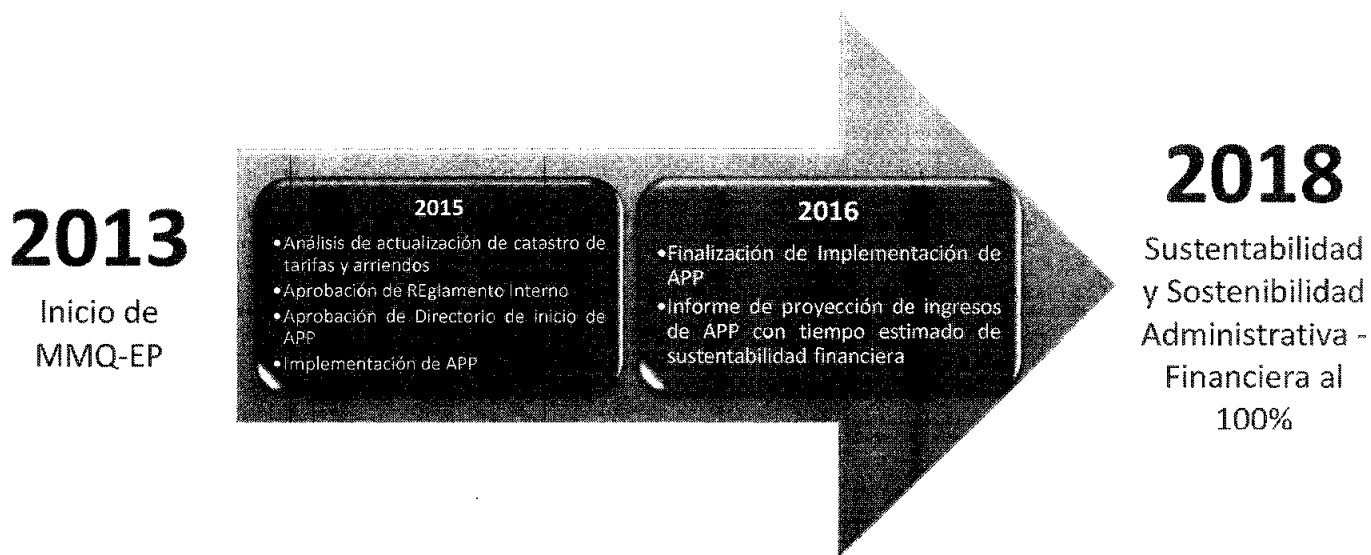 2013
Inicio de
MMQ-EP
2015
•Análisis de actualización de catastro de
tarifas y arriendos
•Aprobación de REglamento Interno
•Aprobación de Directorio de inicio de
APP
•Implementación de APP
2016
•Finalización de Implementación de
APP
•Informe de proyección de ingresos
de APP con tiempo estimado de
sustentabilidad financiera
2018
Sustentabilidad
y Sostenibilidad
Administrativa -
Financiera al
100%